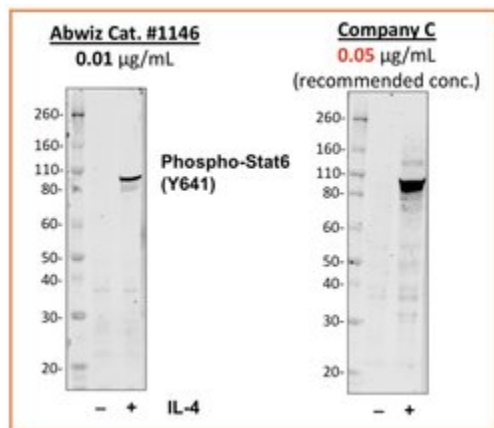 Abwiz Cat. #1146
0.01 µg/mL
260-
160-
110-
80-
60-
50-
40-
30-
20-
– +
IL-4
Phospho-Stat6
(Y641)
Company C
0.05 µg/mL
(recommended conc.)
260-
160-
110-
80-
60-
50-
40-
30-
20-
– +